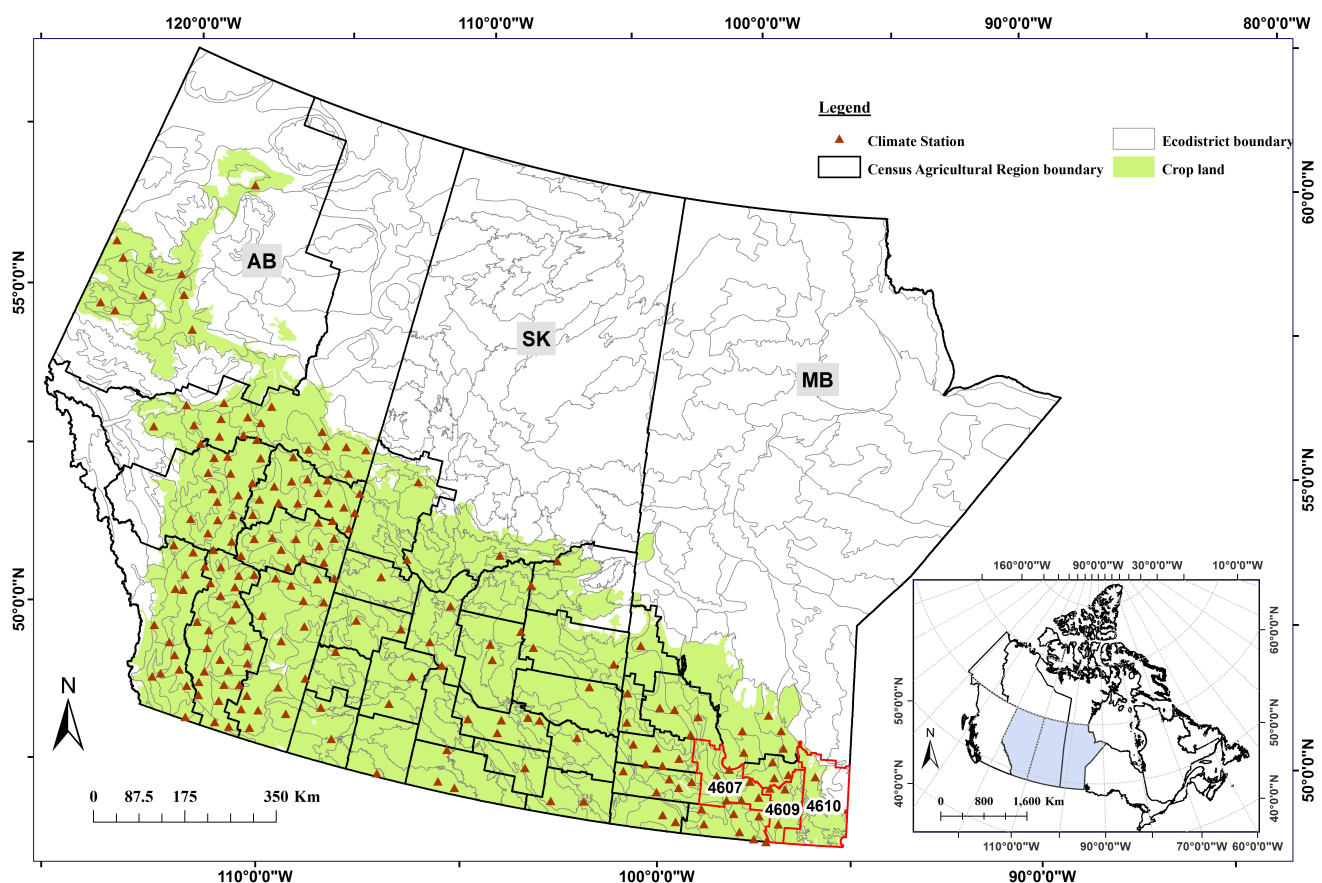 120°0'0"W 110°0'0"W 100°0'0"W 90°0'0"W 80°0'0"W
Legend
Climate Station
Ecodistrict boundary
Census Agricultural Region boundary
Crop land
60°0'0"N
AB
55°0'0"N
SK
MB
55°0'0"N
50°0'0"N
160°0'0"W 90°0'0"W 30°0'0"W 10°0'0"W
60°0'0"N
50°0'0"N
50°0'0"N
40°0'0"N
40°0'0"N
N
0 800 1,600 Km
110°0'0"W 90°0'0"W 70°0'0"W 60°0'0"W
N
0 87.5 175 350 Km
4607
4609
4610
50°0'0"N
110°0'0"W 100°0'0"W 90°0'0"W